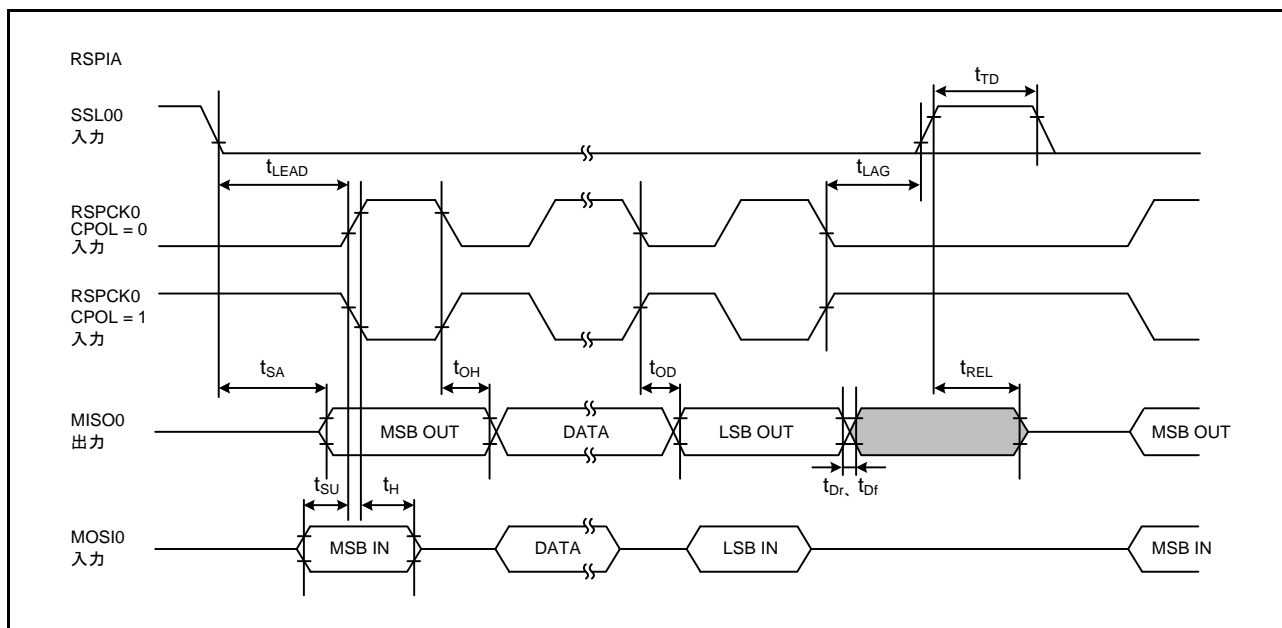 RSPIA
tTD
SSL00
入力
tLEAD
tLAG
RSPCK0
CPOL = 0
入力
RSPCK0
CPOL = 1
入力
tSA
tOH
tOD
tREL
MISO0
出力
MSB OUT
DATA
LSB OUT
MSB OUT
tSU
tH
tDr、tDf
MOSI0
入力
MSB IN
DATA
LSB IN
MSB IN